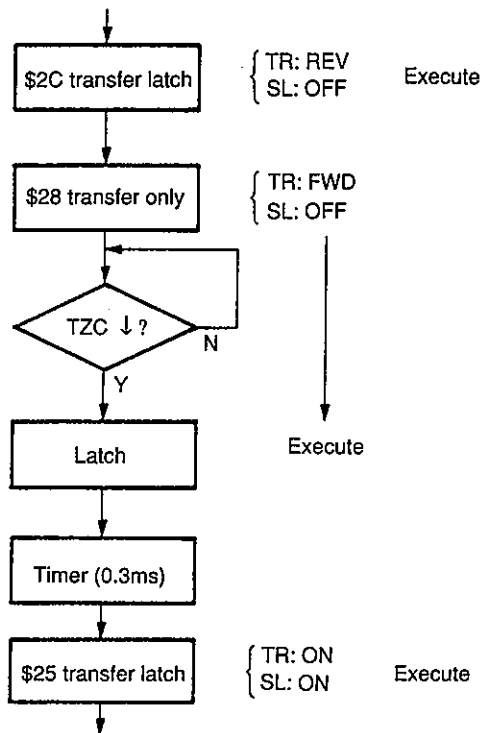 $2C transfer latch
TR: REV
SL: OFF
Execute
$28 transfer only
TR: FWD
SL: OFF
TZC ↓ ?
N
Y
Latch
Execute
Timer (0.3ms)
$25 transfer latch
TR: ON
SL: ON
Execute